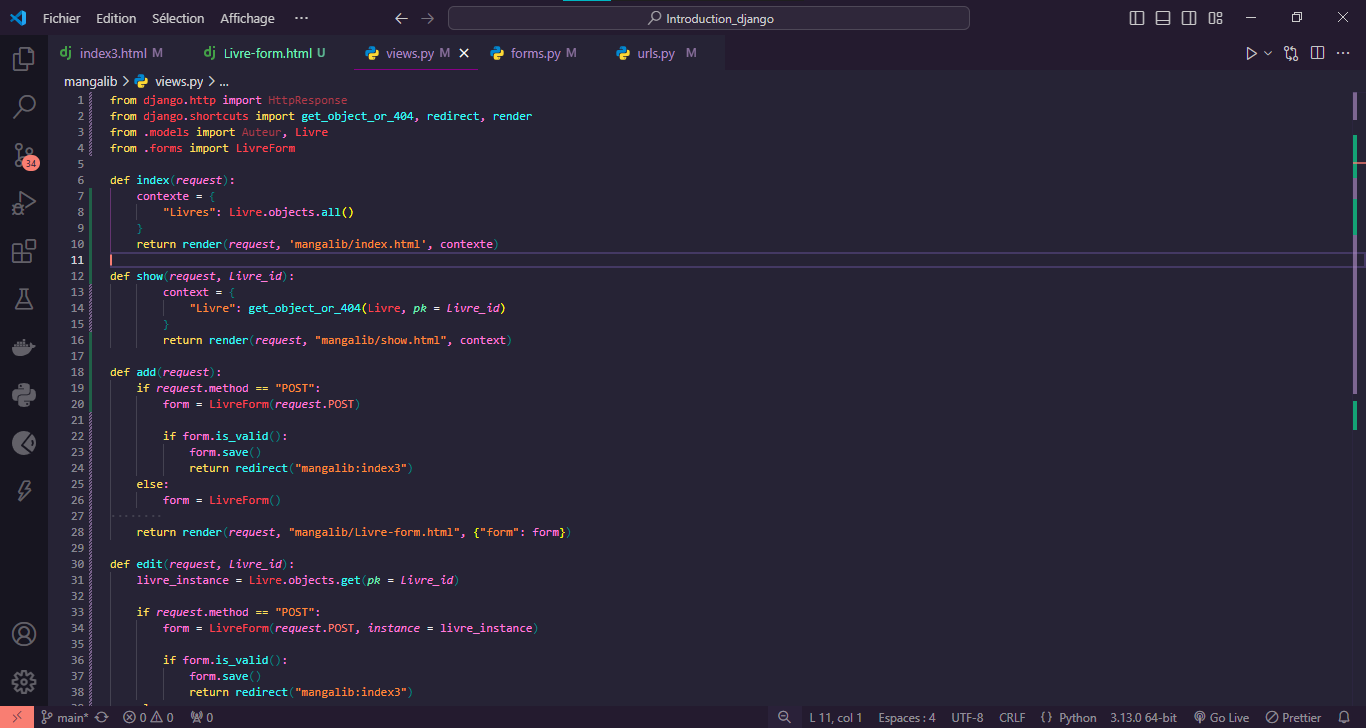 Fichier Edition Sélection Affichage ··· Introduction_django
index3.html M Livre-form.html U views.py M forms.py M urls.py M
mangalib > views.py > ...
1 from django.http import HttpResponse
2 from django.shortcuts import get_object_or_404, redirect, render
3 from .models import Auteur, Livre
4 from .forms import LivreForm
5
6 def index(request):
7 contexte = {
8 "Livres": Livre.objects.all()
9 }
10 return render(request, 'mangalib/index.html', contexte)
11
12 def show(request, Livre_id):
13 context = {
14 "Livre": get_object_or_404(Livre, pk = Livre_id)
15 }
16 return render(request, "mangalib/show.html", context)
17
18 def add(request):
19 if request.method == "POST":
20 form = LivreForm(request.POST)
21
22 if form.is_valid():
23 form.save()
24 return redirect("mangalib:index3")
25 else:
26 form = LivreForm()
27
28 return render(request, "mangalib/Livre-form.html", {"form": form})
29
30 def edit(request, Livre_id):
31 livre_instance = Livre.objects.get(pk = Livre_id)
32
33 if request.method == "POST":
34 form = LivreForm(request.POST, instance = livre_instance)
35
36 if form.is_valid():
37 form.save()
38 return redirect("mangalib:index3")
34
main* 0 0 0 L 11, col 1 Espaces : 4 UTF-8 CRLF {} Python 3.13.0 64-bit Go Live Prettier